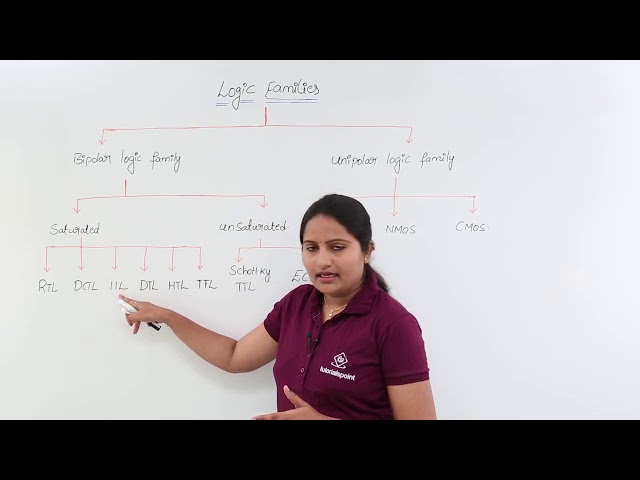 Logic Families
Bipolar logic family
Unipolar logic family
Saturated
unSaturated
NMOS
CMOS
RTL DCTL IIL DTL HTL TTL
Schottky
TTL
EC
tutorialspoint